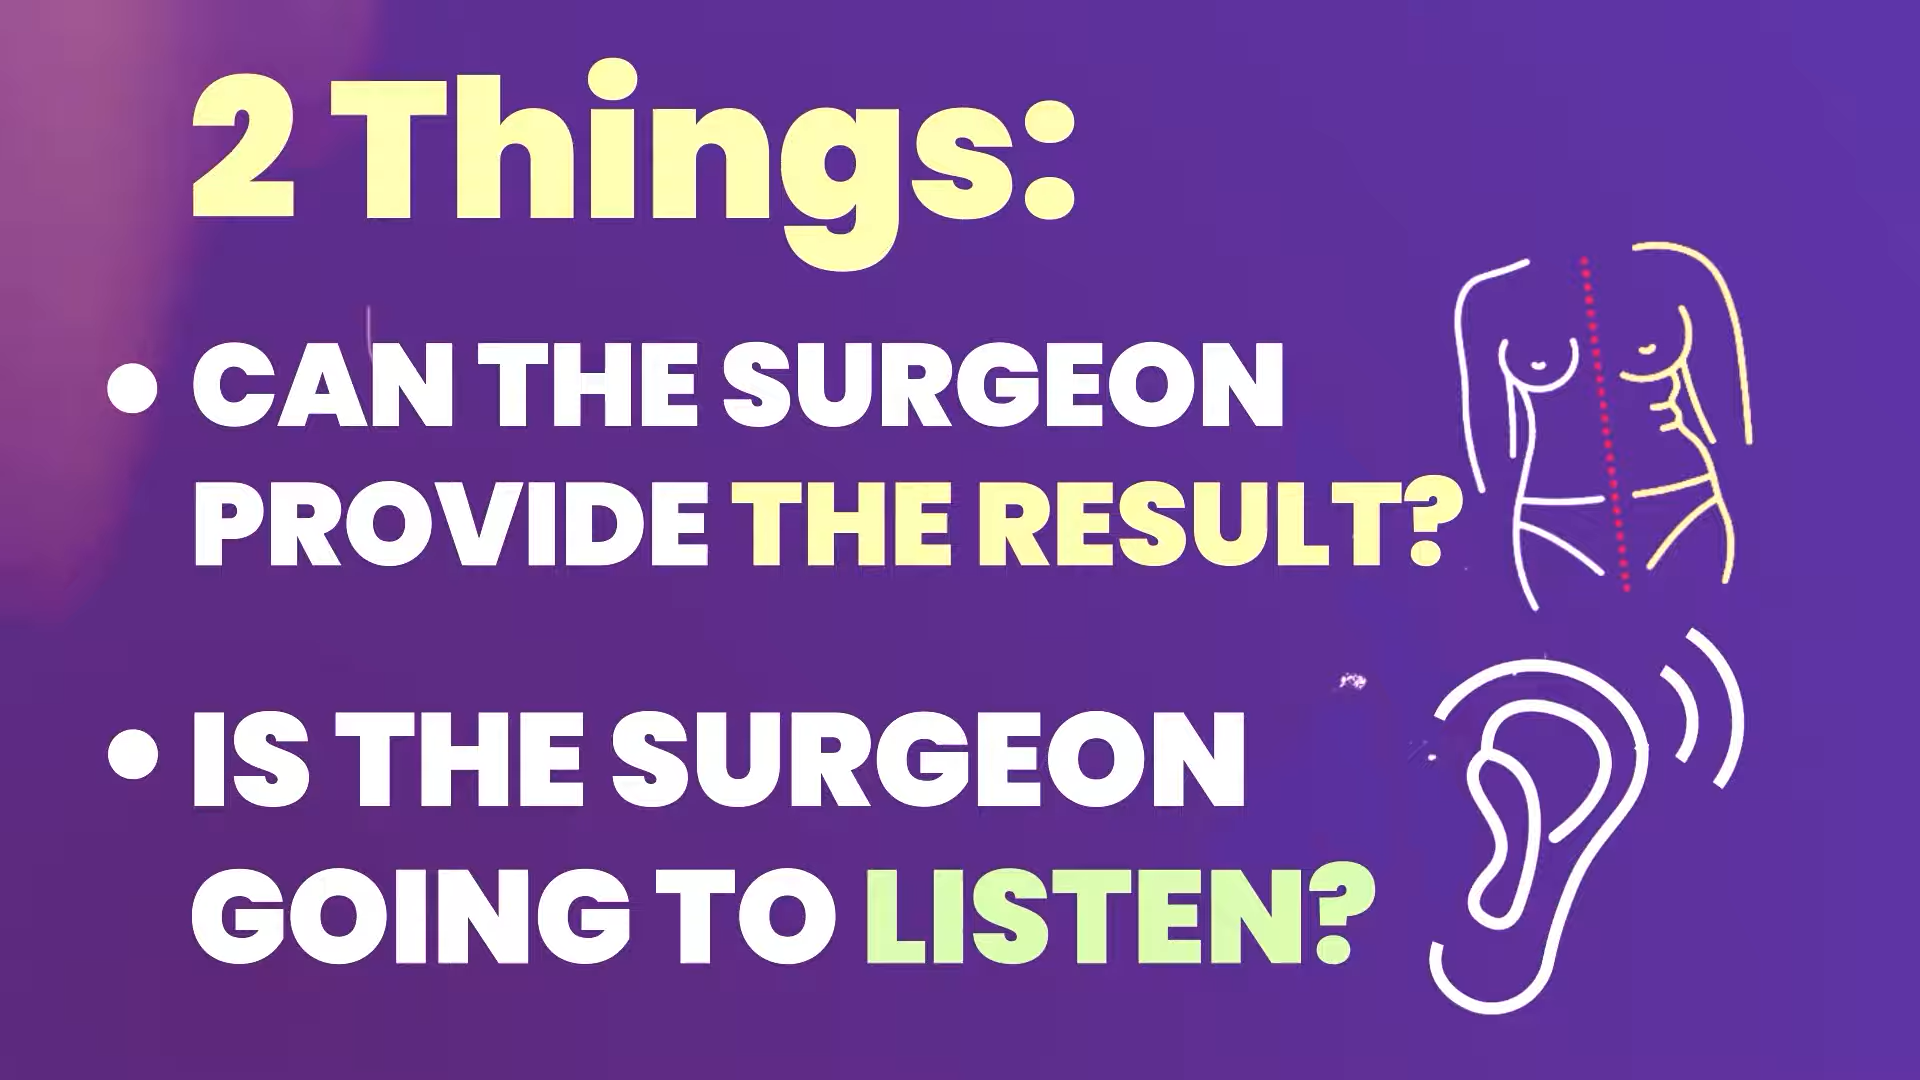 2 Things:
• CAN THE SURGEON
PROVIDE THE RESULT?
• IS THE SURGEON
GOING TO LISTEN?